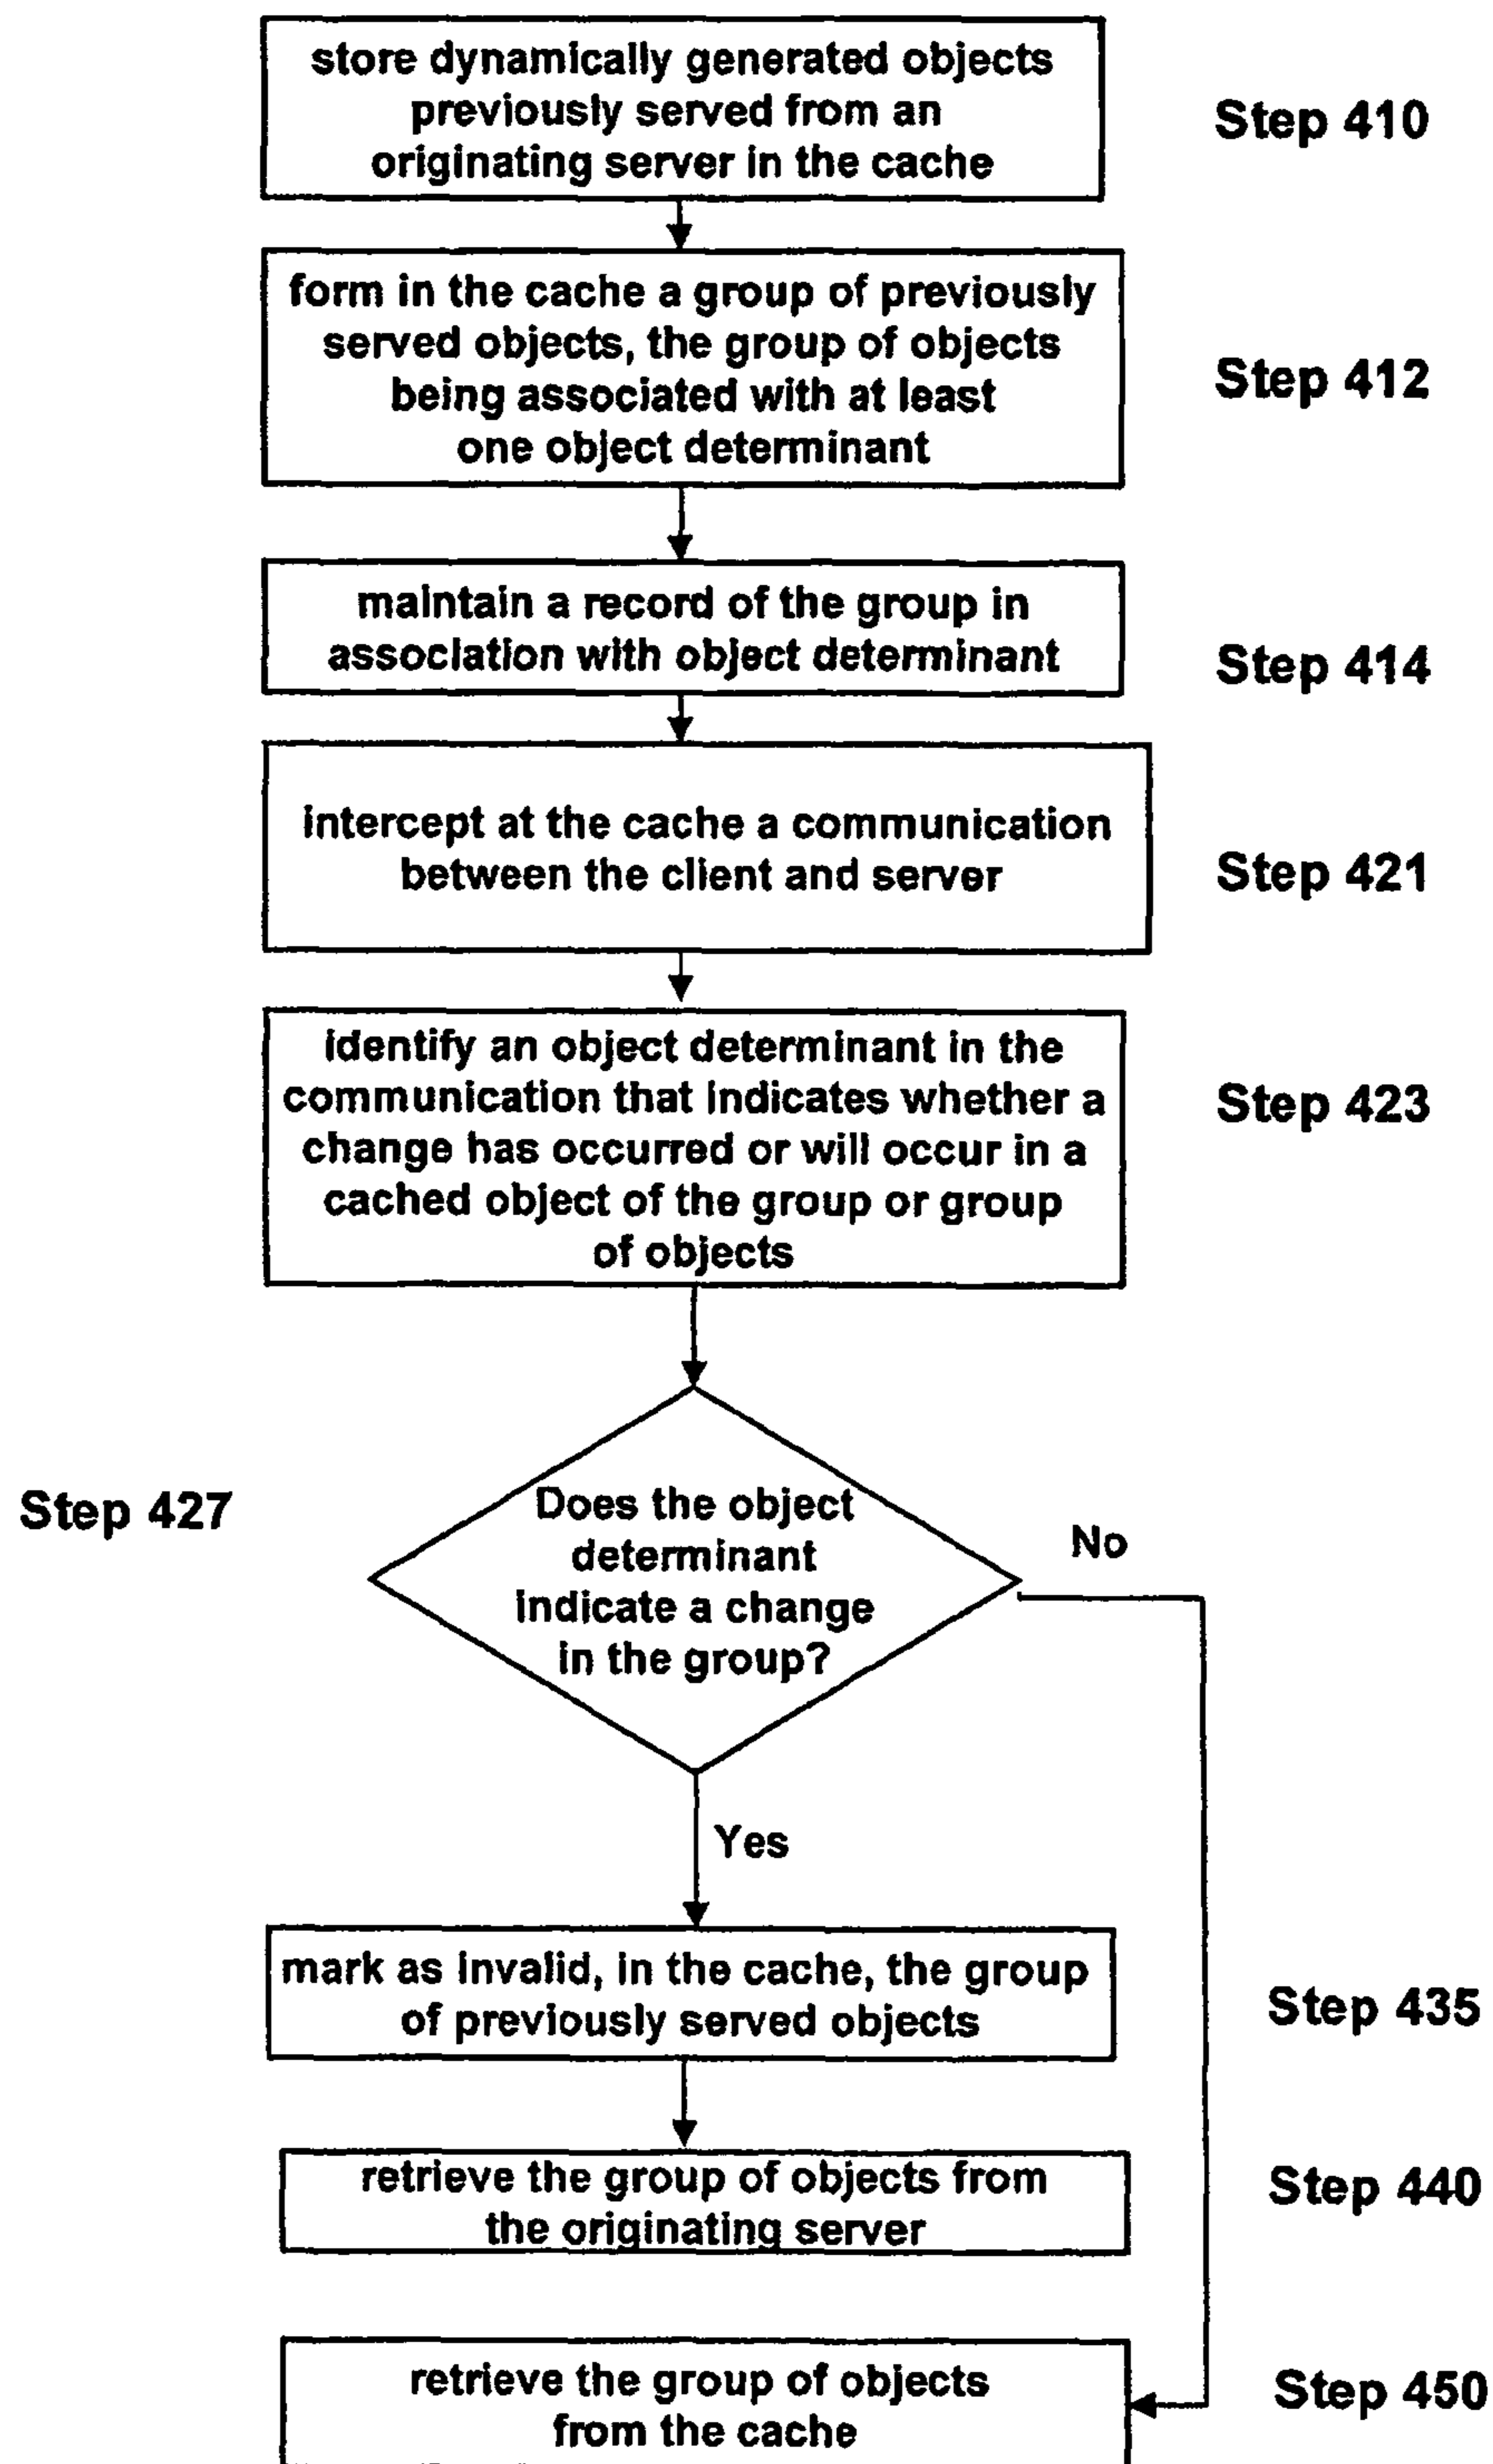 store dynamically generated objects
previously served from an
originating server in the cache
Step 410
form in the cache a group of previously
served objects, the group of objects
being associated with at least
one object determinant
Step 412
maintain a record of the group in
association with object determinant
Step 414
intercept at the cache a communication
between the client and server
Step 421
identify an object determinant in the
communication that indicates whether a
change has occurred or will occur in a
cached object of the group or group
of objects
Step 423
Step 427
Does the object
determinant
indicate a change
in the group?
No
Yes
mark as invalid, in the cache, the group
of previously served objects
Step 435
retrieve the group of objects from
the originating server
Step 440
retrieve the group of objects
from the cache
Step 450